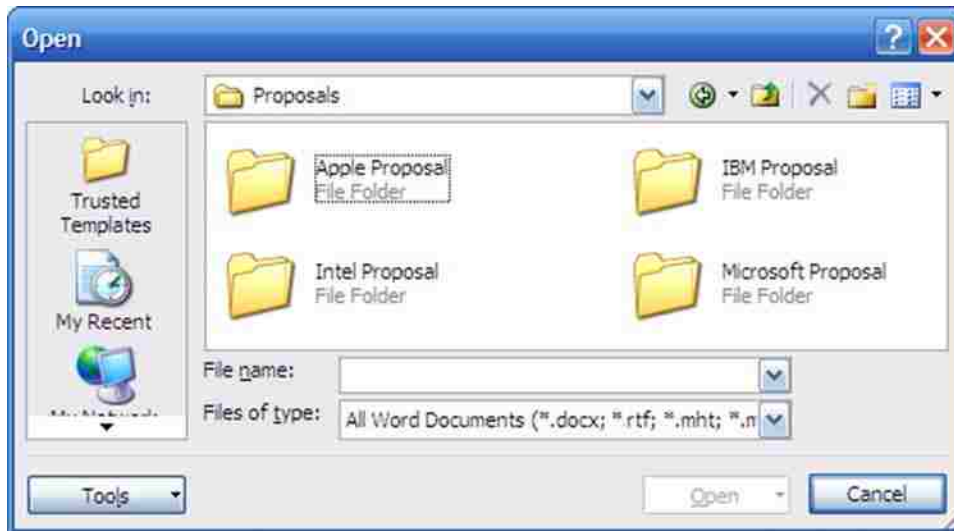 Open
Look in:
Proposals
Trusted
Templates
My Recent
Apple Proposal
File Folder
IBM Proposal
File Folder
Intel Proposal
File Folder
Microsoft Proposal
File Folder
File name:
Files of type:
All Word Documents (*.docx; *.rtf; *.mht; *.m
Tools
Open
Cancel